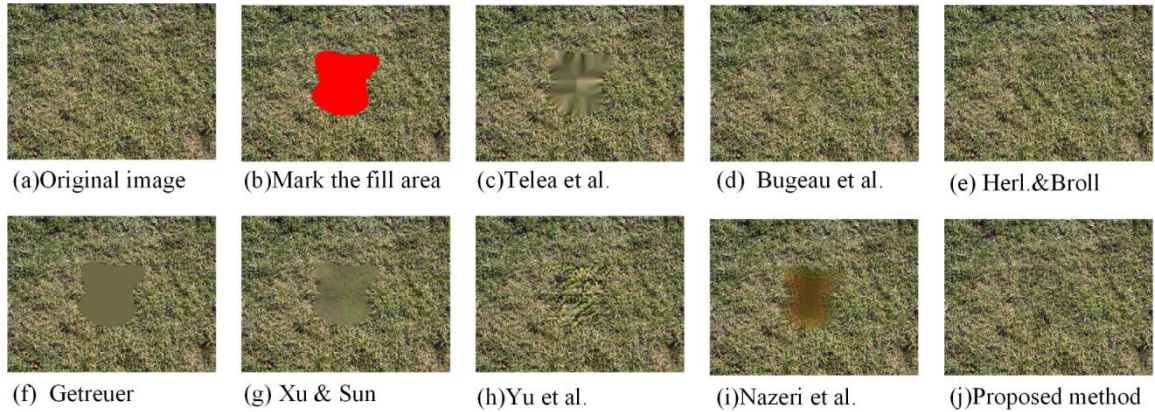 (a)Original image
(b)Mark the fill area
(c)Telea et al.
(d) Bugeau et al.
(e) Herl.&Broll
(f) Getreuer
(g) Xu & Sun
(h)Yu et al.
(i)Nazeri et al.
(j)Proposed method